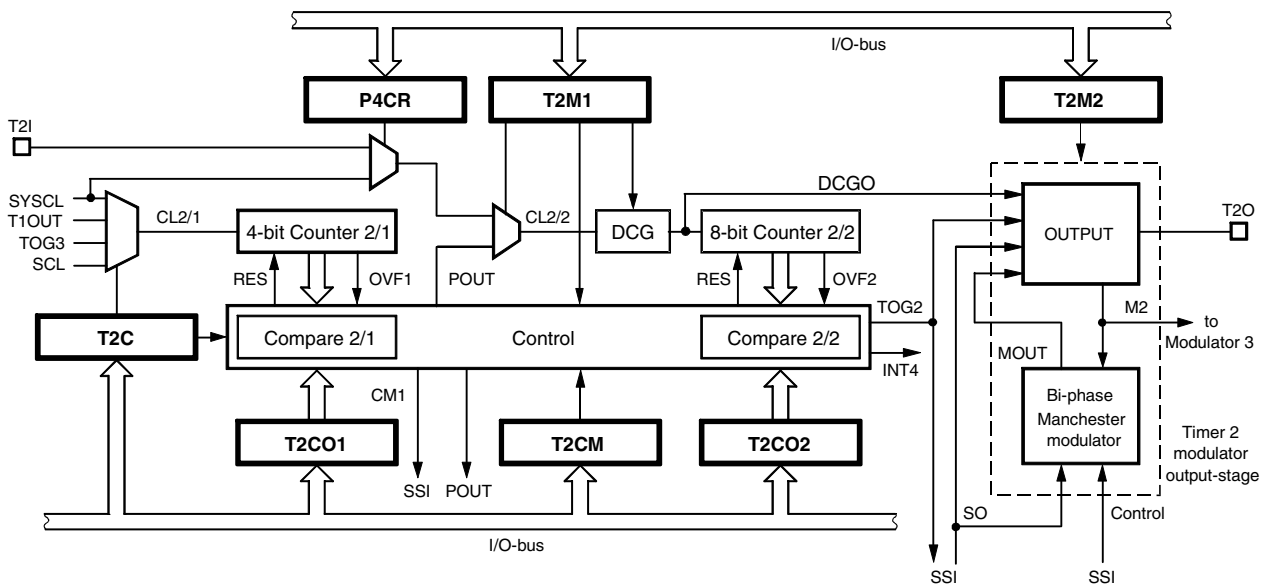 I/O-bus
P4CR
T2M1
T2M2
T2I
SYSCL
T1OUT
TOG3
SCL
CL2/1
4-bit Counter 2/1
RES
OVF1
POUT
CL2/2
DCG
DCGO
8-bit Counter 2/2
RES
OVF2
TOG2
OUTPUT
T2O
M2
to
Modulator 3
T2C
Compare 2/1
Control
Compare 2/2
INT4
MOUT
Bi-phase
Manchester
modulator
Timer 2
modulator
output-stage
CM1
T2CO1
T2CM
T2CO2
SSI
POUT
SO
Control
I/O-bus
SSI
SSI